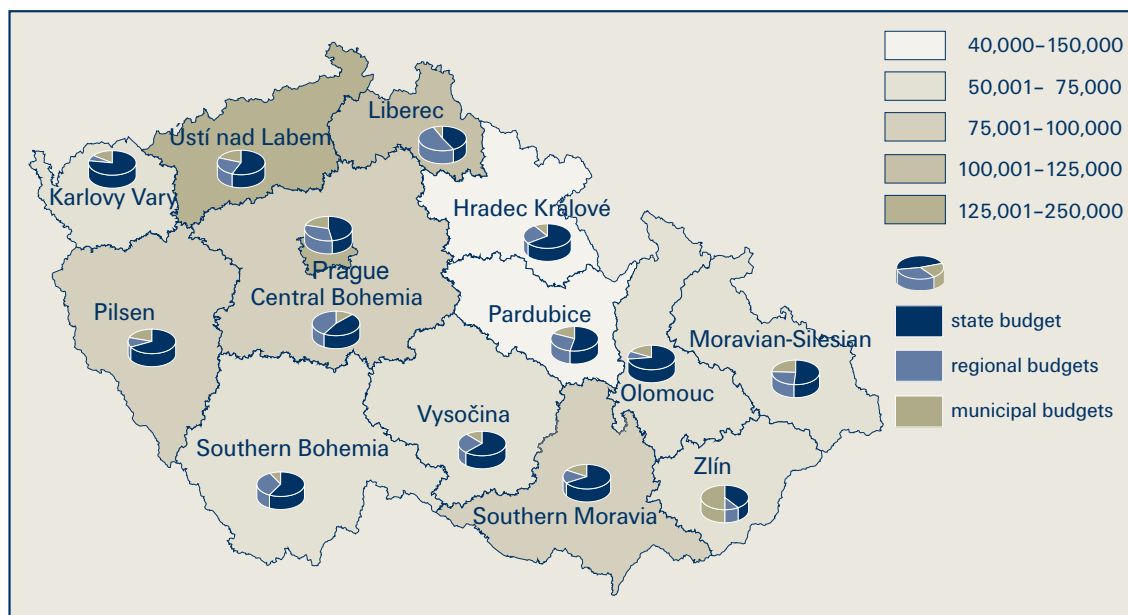 40,000–150,000
50,001– 75,000
75,001–100,000
100,001–125,000
125,001–250,000
state budget
regional budgets
municipal budgets
Liberec
Ústí nad Labem
Karlovy Vary
Hradec Králové
Prague
Central Bohemia
Pilsen
Pardubice
Moravian-Silesian
Olomouc
Vysočina
Southern Bohemia
Zlín
Southern Moravia